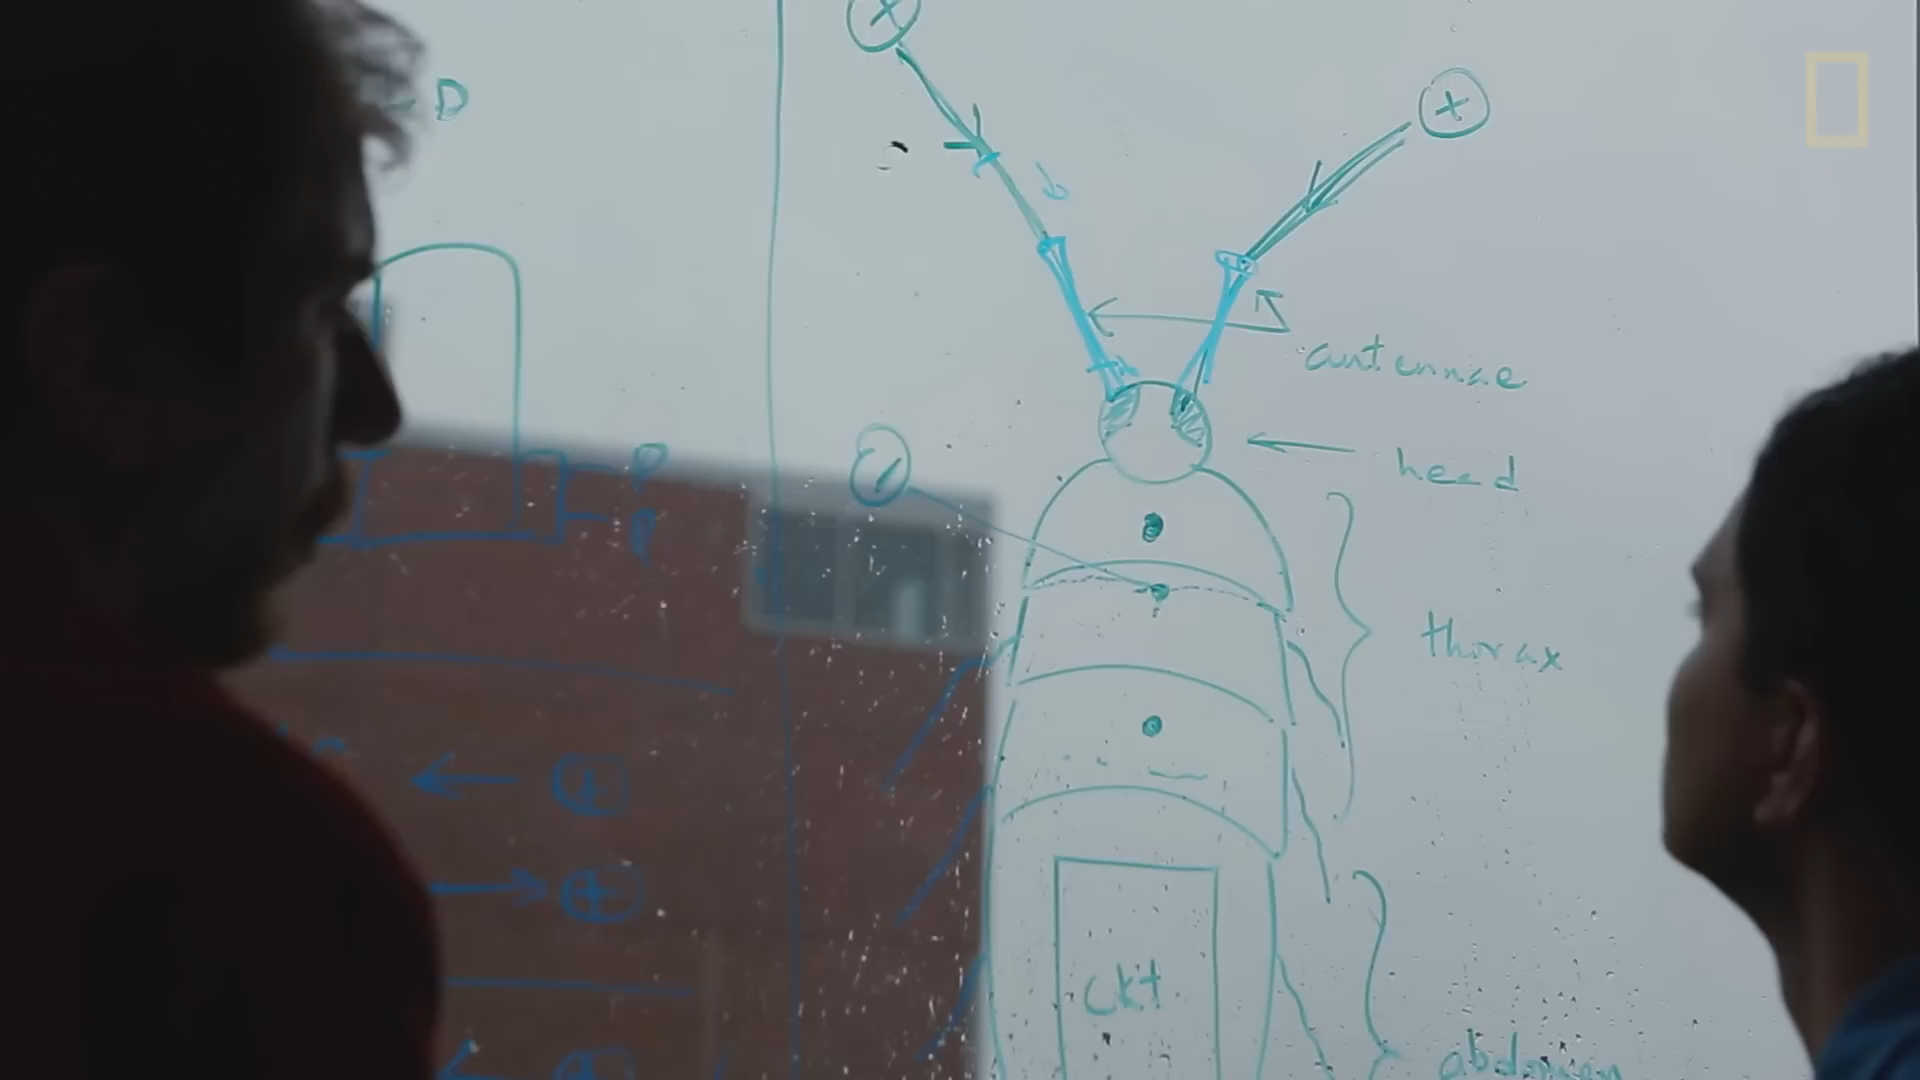 D
P
P
antennae
head
thorax
ckt
abdomen